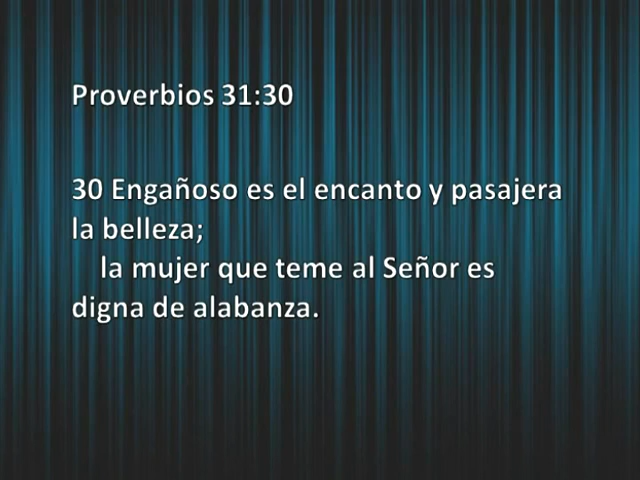 Proverbios 31:30
30 Engañoso es el encanto y pasajera
la belleza;
la mujer que teme al Señor es
digna de alabanza.